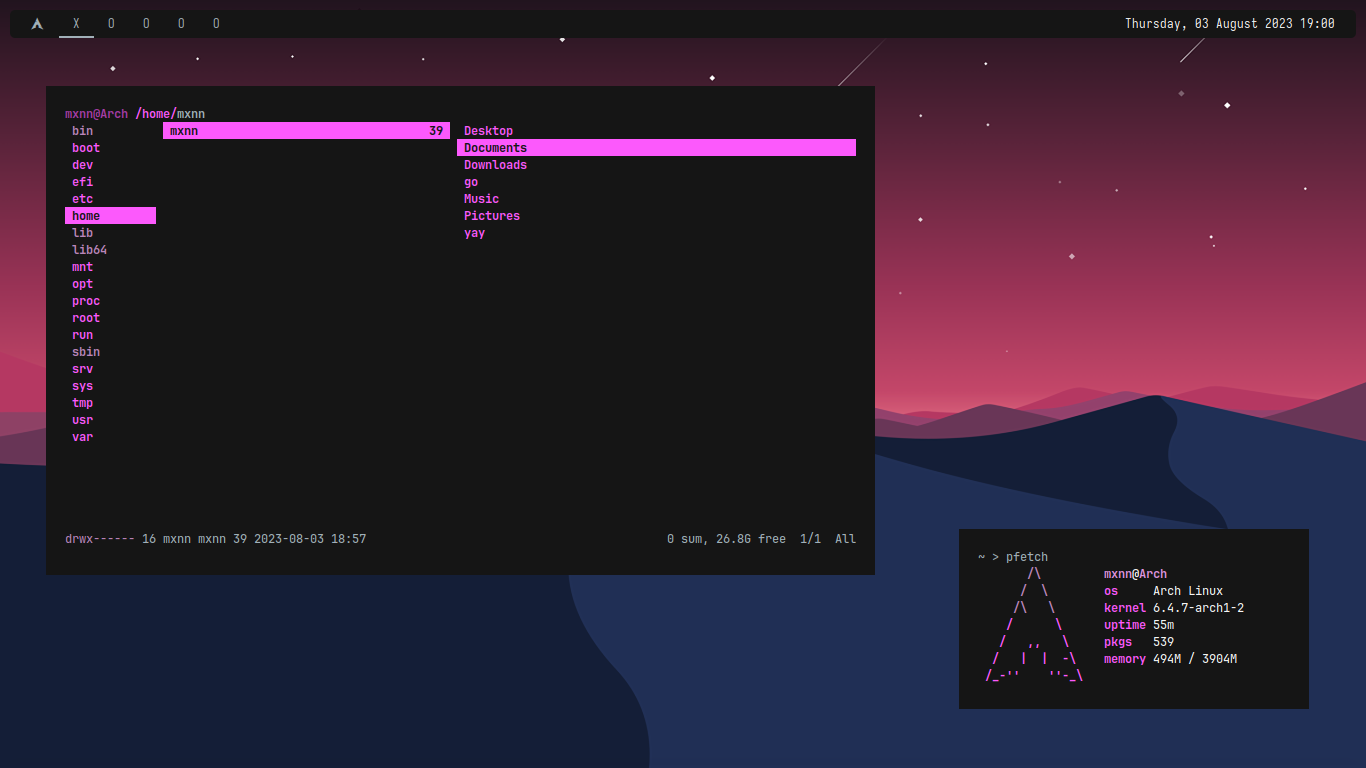 X O O O O
Thursday, 03 August 2023 19:00
mxnn@Arch /home/mxnn
bin
boot
dev
efi
etc
home
lib
lib64
mnt
opt
proc
root
run
sbin
srv
sys
tmp
usr
var
mxnn 39
Desktop
Documents
Downloads
go
Music
Pictures
yay
drwx------ 16 mxnn mxnn 39 2023-08-03 18:57
0 sum, 26.8G free 1/1 All
~ > pfetch
/\
/ \
/\ \
/ \
/ ,, \
/ | | -\
/_-'' ''-_\
mxnn@Arch
os Arch Linux
kernel 6.4.7-arch1-2
uptime 55m
pkgs 539
memory 494M / 3904M